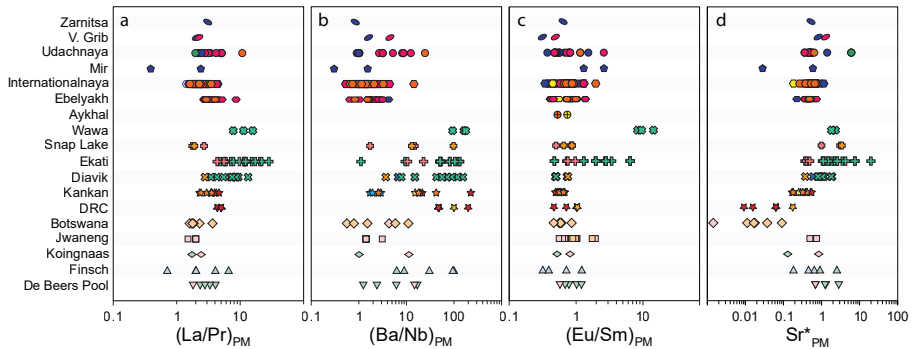 a b c d
Zarnitsa
V. Grib
Udachnaya
Mir
Internationalnaya
Ebelyakh
Aykhal
Wawa
Snap Lake
Ekati
Diavik
Kankan
DRC
Botswana
Jwaneng
Koingnaas
Finsch
De Beers Pool
0.1 1 10 100
0.1 1 10 100
0.1 1 10 100
0.01 0.1 1 10 100
(La/Pr)PM
(Ba/Nb)PM
(Eu/Sm)PM
Sr*PM